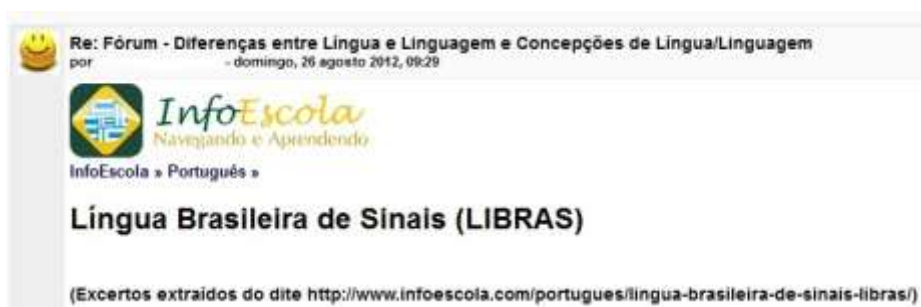 Re: Fórum - Diferenças entre Língua e Linguagem e Concepções de Língua/Linguagem
por - domingo, 26 agosto 2012, 09:29
InfoEscola
Navegando e Aprendendo
InfoEscola » Português »
Língua Brasileira de Sinais (LIBRAS)
(Excertos extraídos do dite http://www.infoescola.com/portugues/lingua-brasileira-de-sinais-libras/)